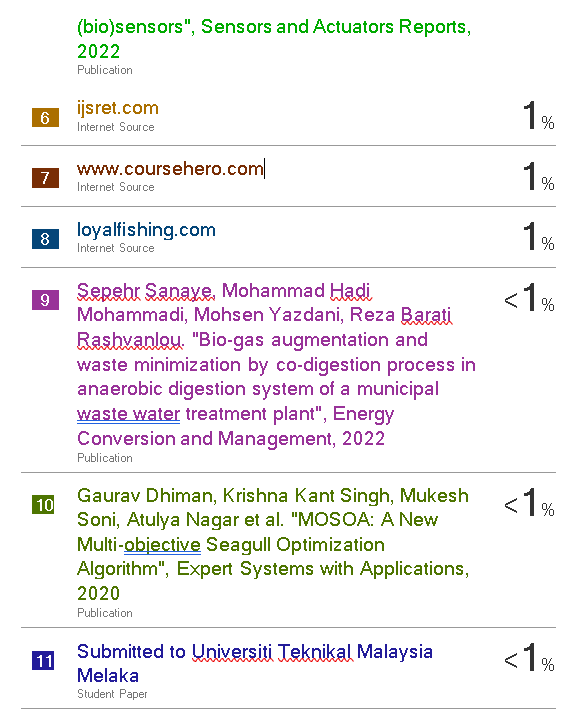 (bio)sensors", Sensors and Actuators Reports,
2022
Publication
6
ijsret.com
Internet Source
1%
7
www.coursehero.com
Internet Source
1%
8
loyalfishing.com
Internet Source
1%
9
Sepehr Sanaye, Mohammad Hadi
Mohammadi, Mohsen Yazdani, Reza Barati
Rashvanlou. "Bio-gas augmentation and
waste minimization by co-digestion process in
anaerobic digestion system of a municipal
waste water treatment plant", Energy
Conversion and Management, 2022
Publication
<1%
10
Gaurav Dhiman, Krishna Kant Singh, Mukesh
Soni, Atulya Nagar et al. "MOSOA: A New
Multi-objective Seagull Optimization
Algorithm", Expert Systems with Applications,
2020
Publication
<1%
11
Submitted to Universiti Teknikal Malaysia
Melaka
Student Paper
<1%